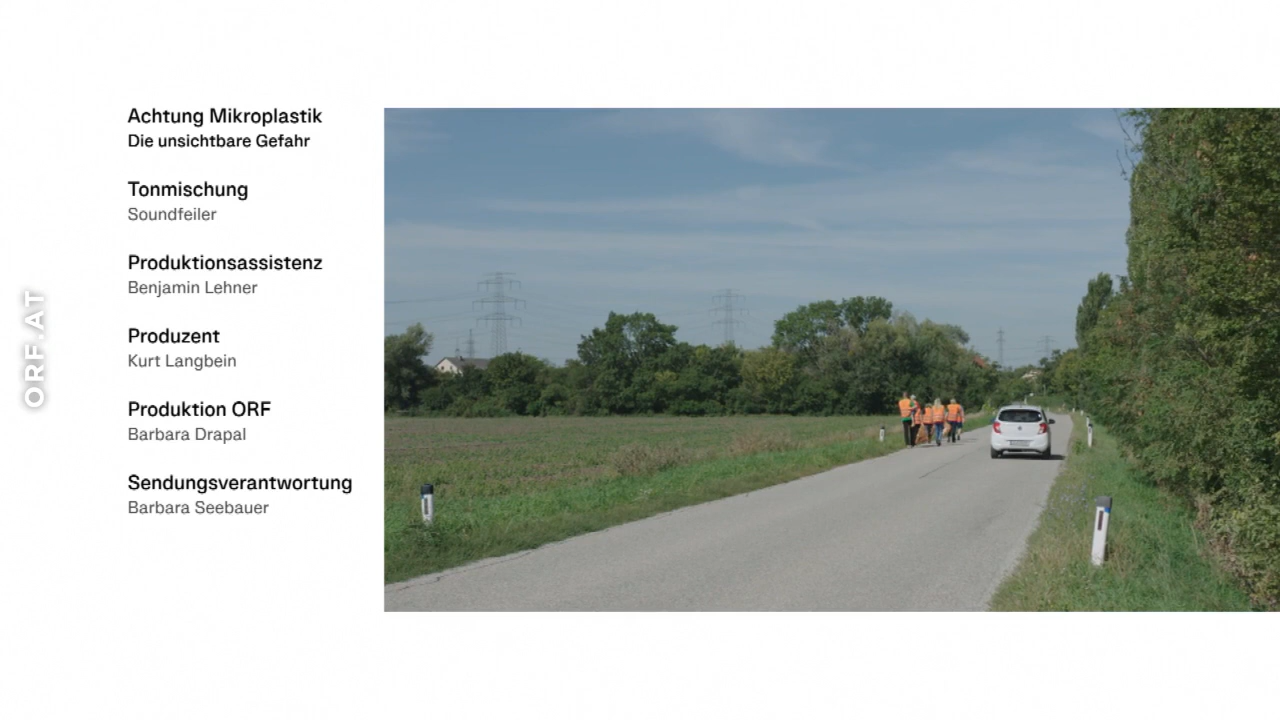 Achtung Mikroplastik
Die unsichtbare Gefahr
Tonmischung
Soundfeiler
Produktionsassistenz
Benjamin Lehner
Produzent
Kurt Langbein
Produktion ORF
Barbara Drapal
Sendungsverantwortung
Barbara Seebauer
ORF.AT